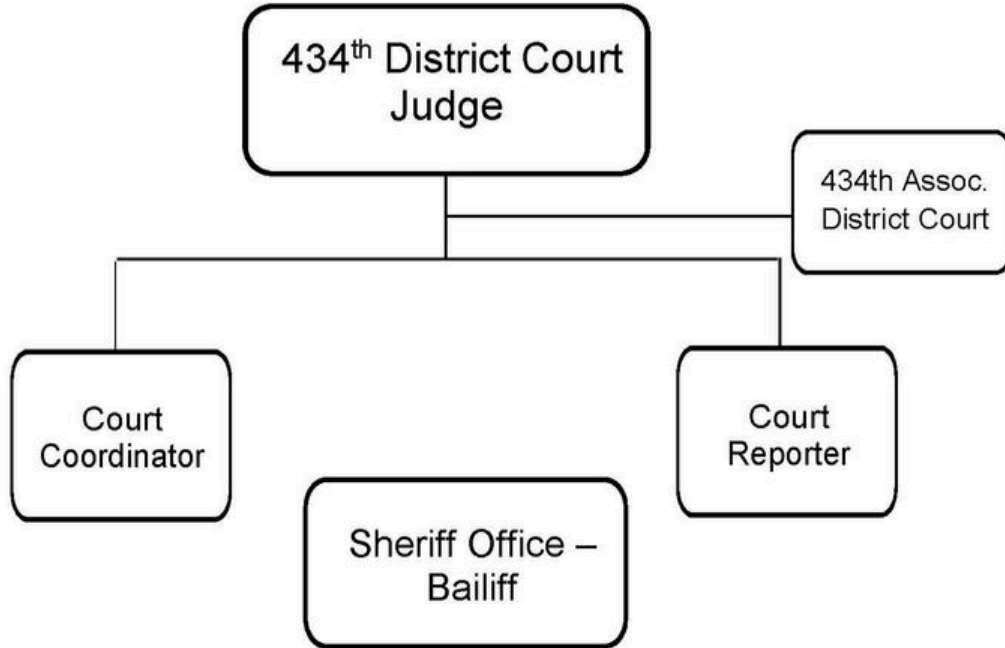 434th District Court
Judge
434th Assoc.
District Court
Court
Coordinator
Court
Reporter
Sheriff Office –
Bailiff